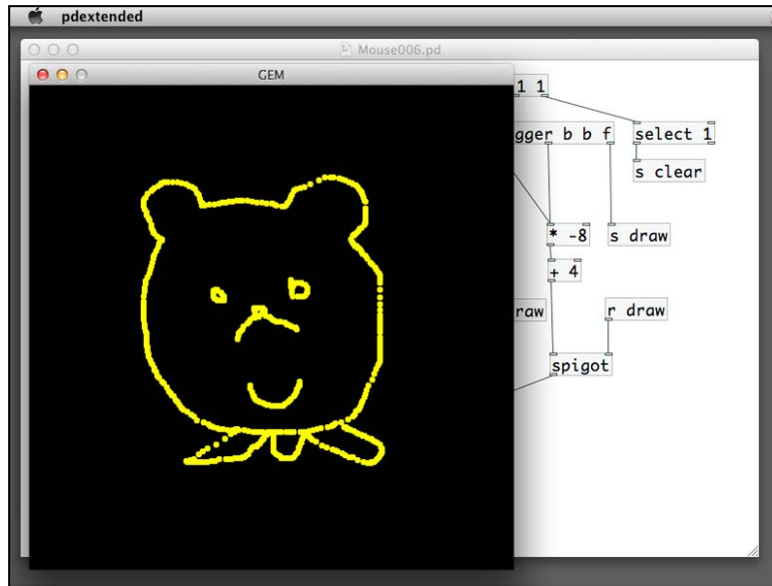 pdextended
Mouse006.pd
GEM
1 1
gger b b f
select 1
s clear
* -8
s draw
+ 4
raw
r draw
spigot